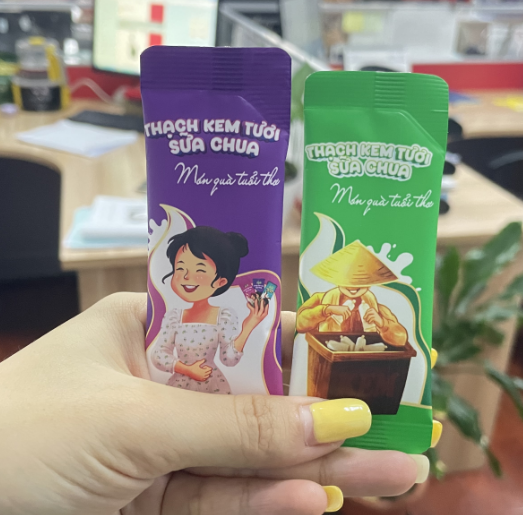 THẠCH KEM TƯƠI
SỮA CHUA
Món quà tuổi thơ
THẠCH KEM TƯƠI
SỮA CHUA
Món quà tuổi thơ